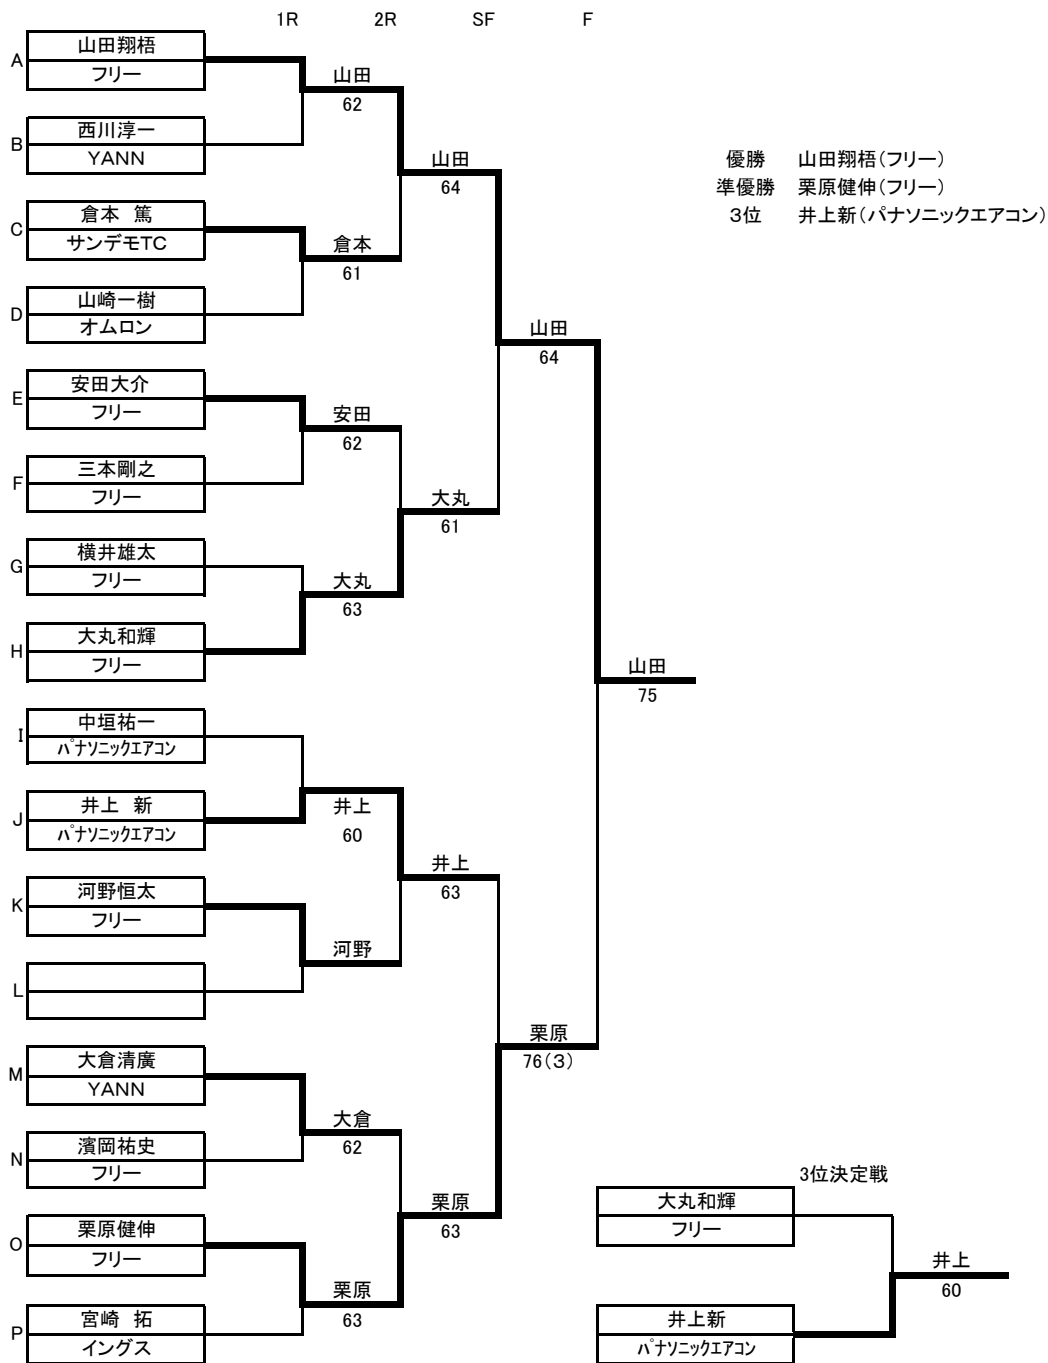 1R 2R SF F
A 山田翔梧
フリー
山田
62
B 西川淳一
YANN
山田
64
優勝 山田翔梧(フリー)
準優勝 栗原健伸(フリー)
3位 井上新(パナソニックエアコン)
C 倉本 篤
サンデモTC
倉本
61
D 山崎一樹
オムロン
山田
64
E 安田大介
フリー
安田
62
F 三本剛之
フリー
大丸
61
G 横井雄太
フリー
大丸
63
H 大丸和輝
フリー
山田
75
I 中垣祐一
パナソニックエアコン
J 井上 新
パナソニックエアコン
井上
60
井上
63
K 河野恒太
フリー
河野
L
栗原
76(3)
M 大倉清廣
YANN
大倉
62
N 濱岡祐史
フリー
栗原
63
O 栗原健伸
フリー
栗原
63
P 宮崎 拓
イングス
3位決定戦
大丸和輝
フリー
井上
60
井上新
パナソニックエアコン